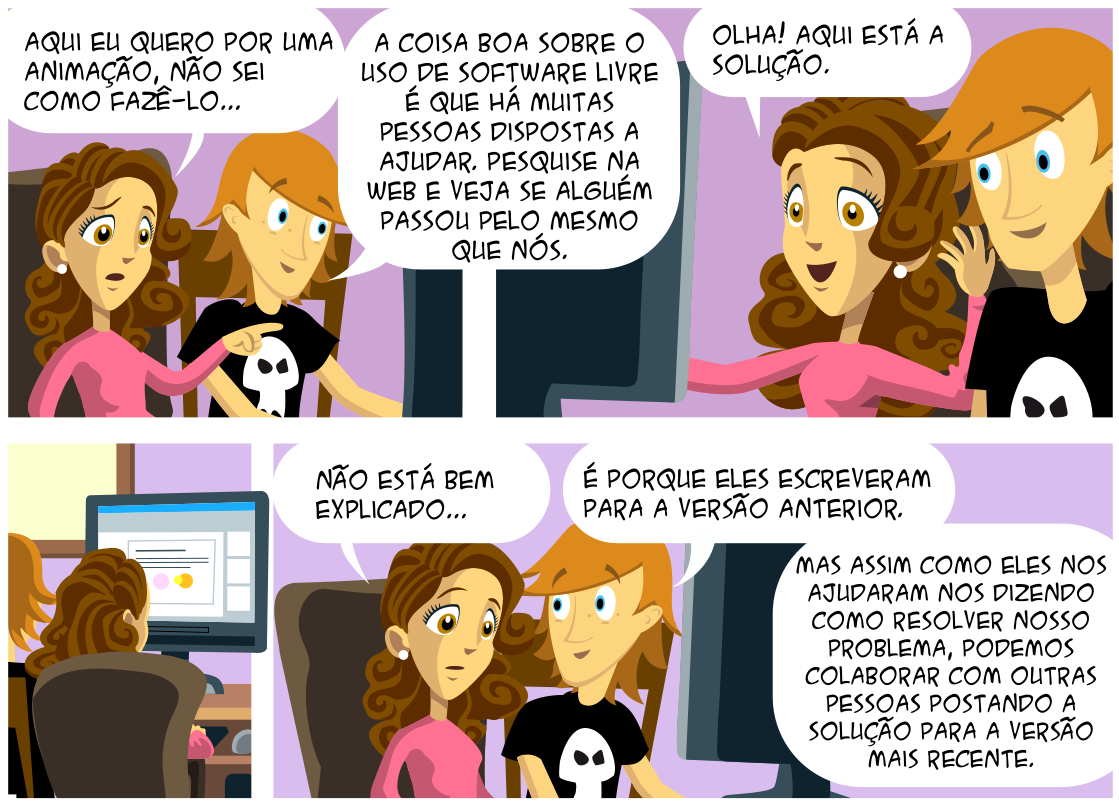 AQUI EU QUERO POR UMA
ANIMAÇÃO, NÃO SEI
COMO FAZÊ-LO...
A COISA BOA SOBRE O
USO DE SOFTWARE LIVRE
É QUE HÁ MUITAS
PESSOAS DISPOSTAS A
AJUDAR. PESQUISE NA
WEB E VEJA SE ALGUÉM
PASSOU PELO MESMO
QUE NÓS.
OLHA! AQUI ESTÁ A
SOLUÇÃO.
NÃO ESTÁ BEM
EXPLICADO...
É PORQUE ELES ESCREVERAM
PARA A VERSÃO ANTERIOR.
MAS ASSIM COMO ELES NOS
AJUDARAM NOS DIZENDO
COMO RESOLVER NOSSO
PROBLEMA, PODEMOS
COLABORAR COM OUTRAS
PESSOAS POSTANDO A
SOLUÇÃO PARA A VERSÃO
MAIS RECENTE.